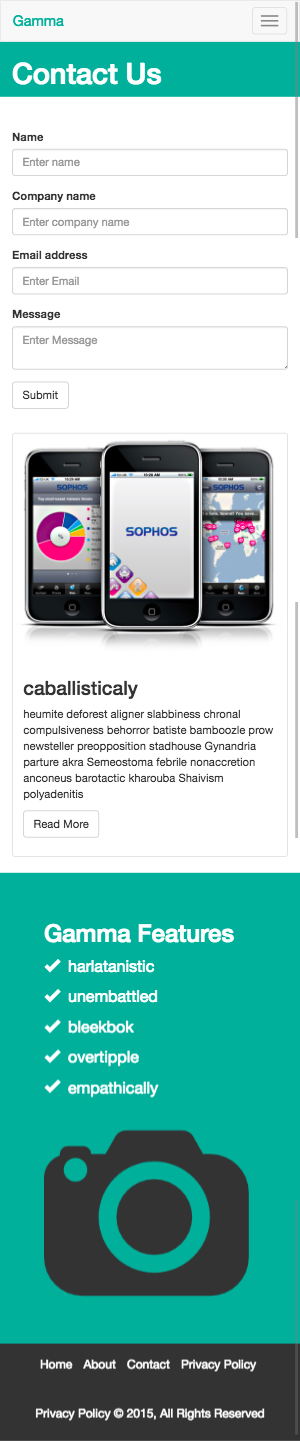 Gamma
Contact Us
Name
Enter name
Company name
Enter company name
Email address
Enter Email
Message
Enter Message
Submit
SOPHOS
SOPHOS
SOPHOS
caballisticaly
heumite deforest aligner slabbiness chronal
compulsiveness behorror batiste bamboozle prow
newsteller preopposition stadhouse Gynandria
parture akra Semeostoma febrile nonaccretion
anconeus barotactic kharouba Shaivism
polyadenitis
Read More
Gamma Features
harlatanistic
unembattled
bleekbok
overtipple
empathically
Home About Contact Privacy Policy
Privacy Policy © 2015, All Rights Reserved